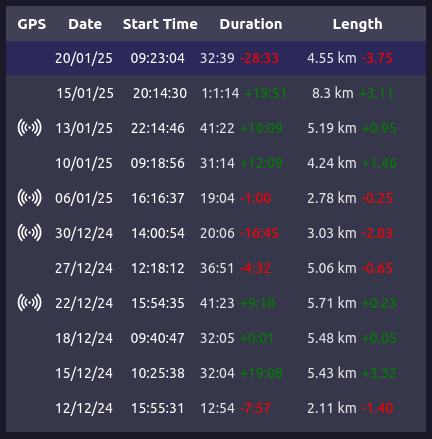 GPS Date Start Time Duration Length
20/01/25 09:23:04 32:39 -28:33 4.55 km -3.75
15/01/25 20:14:30 1:1:14 +19:51 8.3 km +3.11
13/01/25 22:14:46 41:22 +10:09 5.19 km +0.95
10/01/25 09:18:56 31:14 +12:09 4.24 km +1.46
06/01/25 16:16:37 19:04 -1:00 2.78 km -0.25
30/12/24 14:00:54 20:06 -16:45 3.03 km -2.03
27/12/24 12:18:12 36:51 -4:32 5.06 km -0.65
22/12/24 15:54:35 41:23 +9:18 5.71 km +0.23
18/12/24 09:40:47 32:05 +0:01 5.48 km +0.05
15/12/24 10:25:38 32:04 +19:08 5.43 km +3.32
12/12/24 15:55:31 12:54 -7:57 2.11 km -1.40